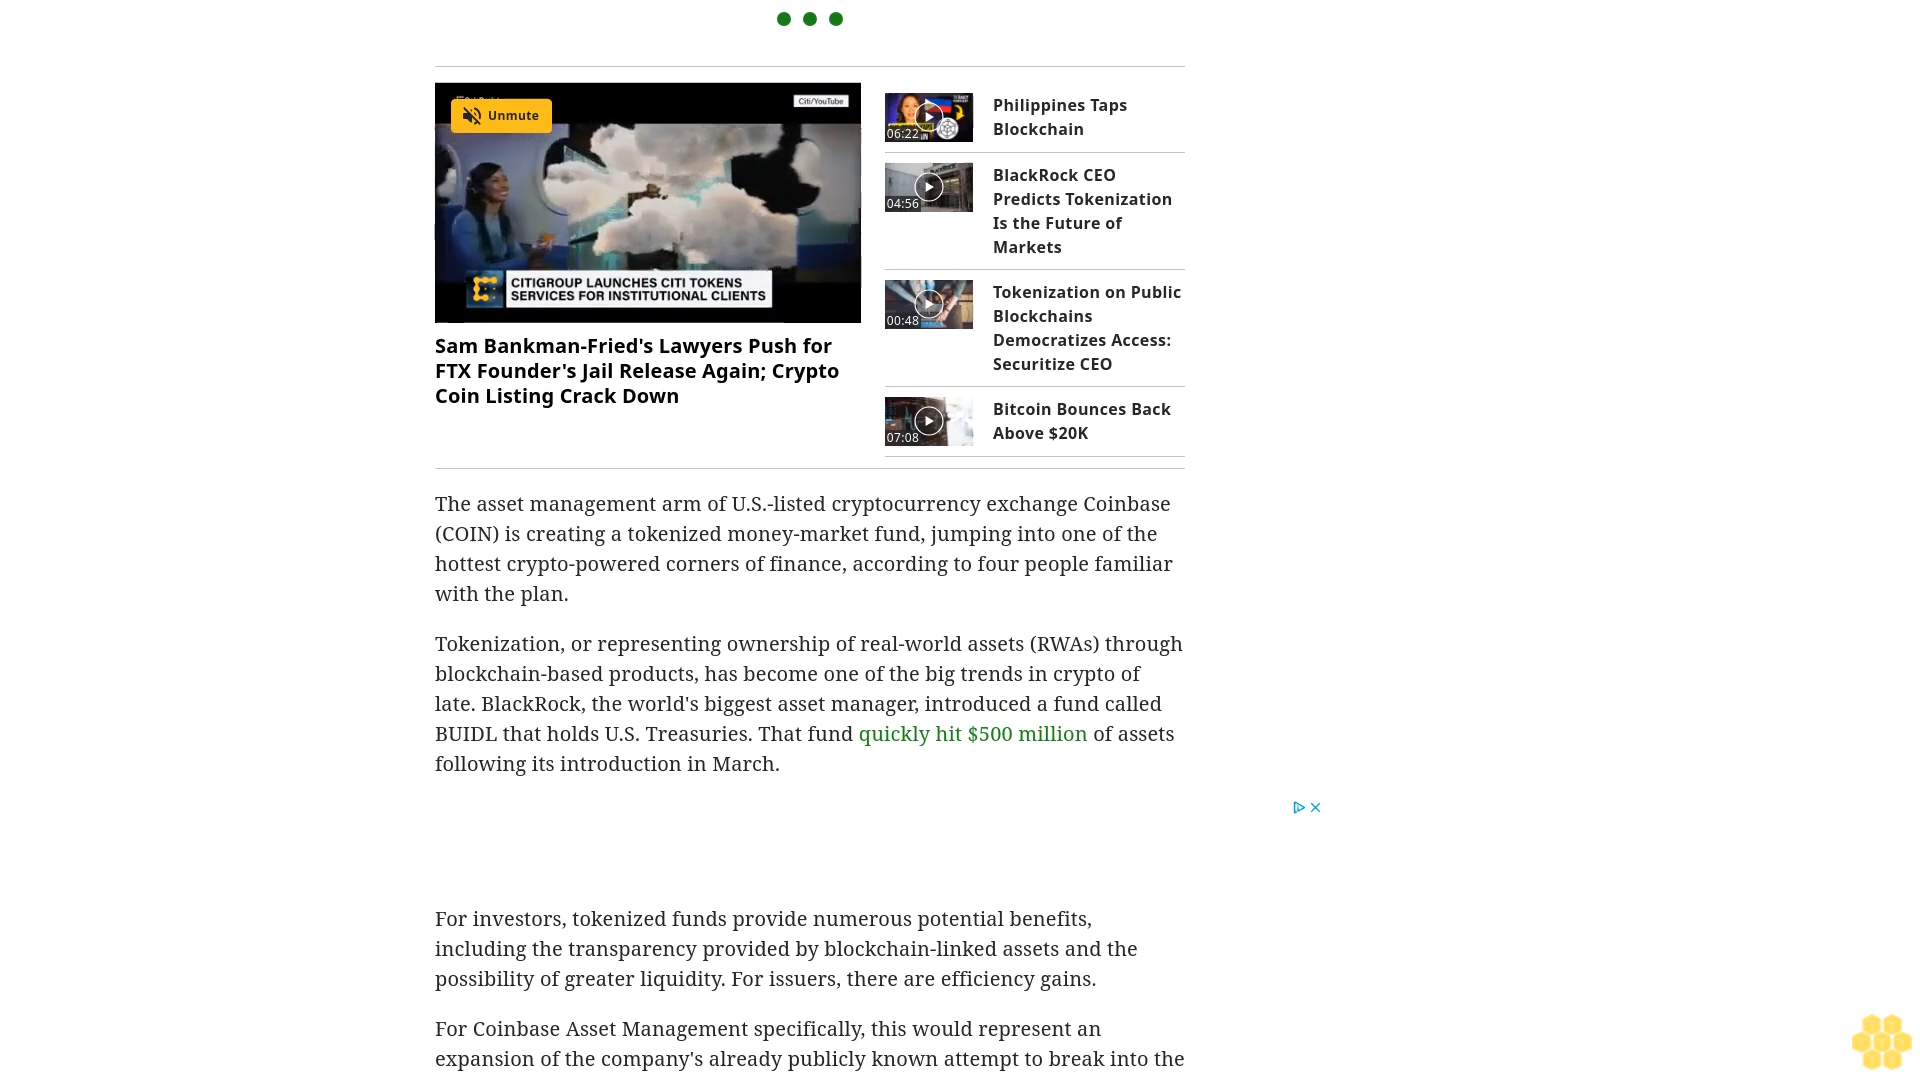 Citi/YouTube
Unmute
CITIGROUP LAUNCHES CITI TOKENS
SERVICES FOR INSTITUTIONAL CLIENTS
Sam Bankman-Fried's Lawyers Push for
FTX Founder's Jail Release Again; Crypto
Coin Listing Crack Down
06:22
Philippines Taps
Blockchain
04:56
BlackRock CEO
Predicts Tokenization
Is the Future of
Markets
00:48
Tokenization on Public
Blockchains
Democratizes Access:
Securitize CEO
07:08
Bitcoin Bounces Back
Above $20K
The asset management arm of U.S.-listed cryptocurrency exchange Coinbase
(COIN) is creating a tokenized money-market fund, jumping into one of the
hottest crypto-powered corners of finance, according to four people familiar
with the plan.
Tokenization, or representing ownership of real-world assets (RWAs) through
blockchain-based products, has become one of the big trends in crypto of
late. BlackRock, the world's biggest asset manager, introduced a fund called
BUIDL that holds U.S. Treasuries. That fund quickly hit $500 million of assets
following its introduction in March.
For investors, tokenized funds provide numerous potential benefits,
including the transparency provided by blockchain-linked assets and the
possibility of greater liquidity. For issuers, there are efficiency gains.
For Coinbase Asset Management specifically, this would represent an
expansion of the company's already publicly known attempt to break into the